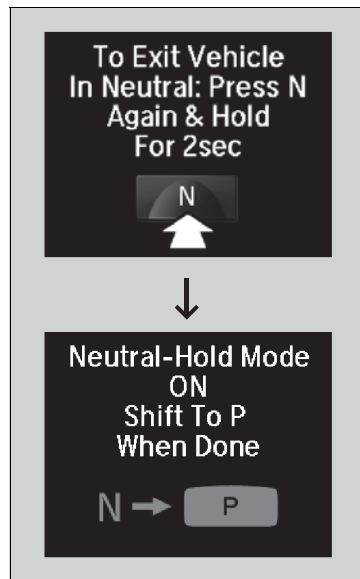 To Exit Vehicle
In Neutral: Press N
Again & Hold
For 2sec
N
Neutral-Hold Mode
ON
Shift To P
When Done
N P